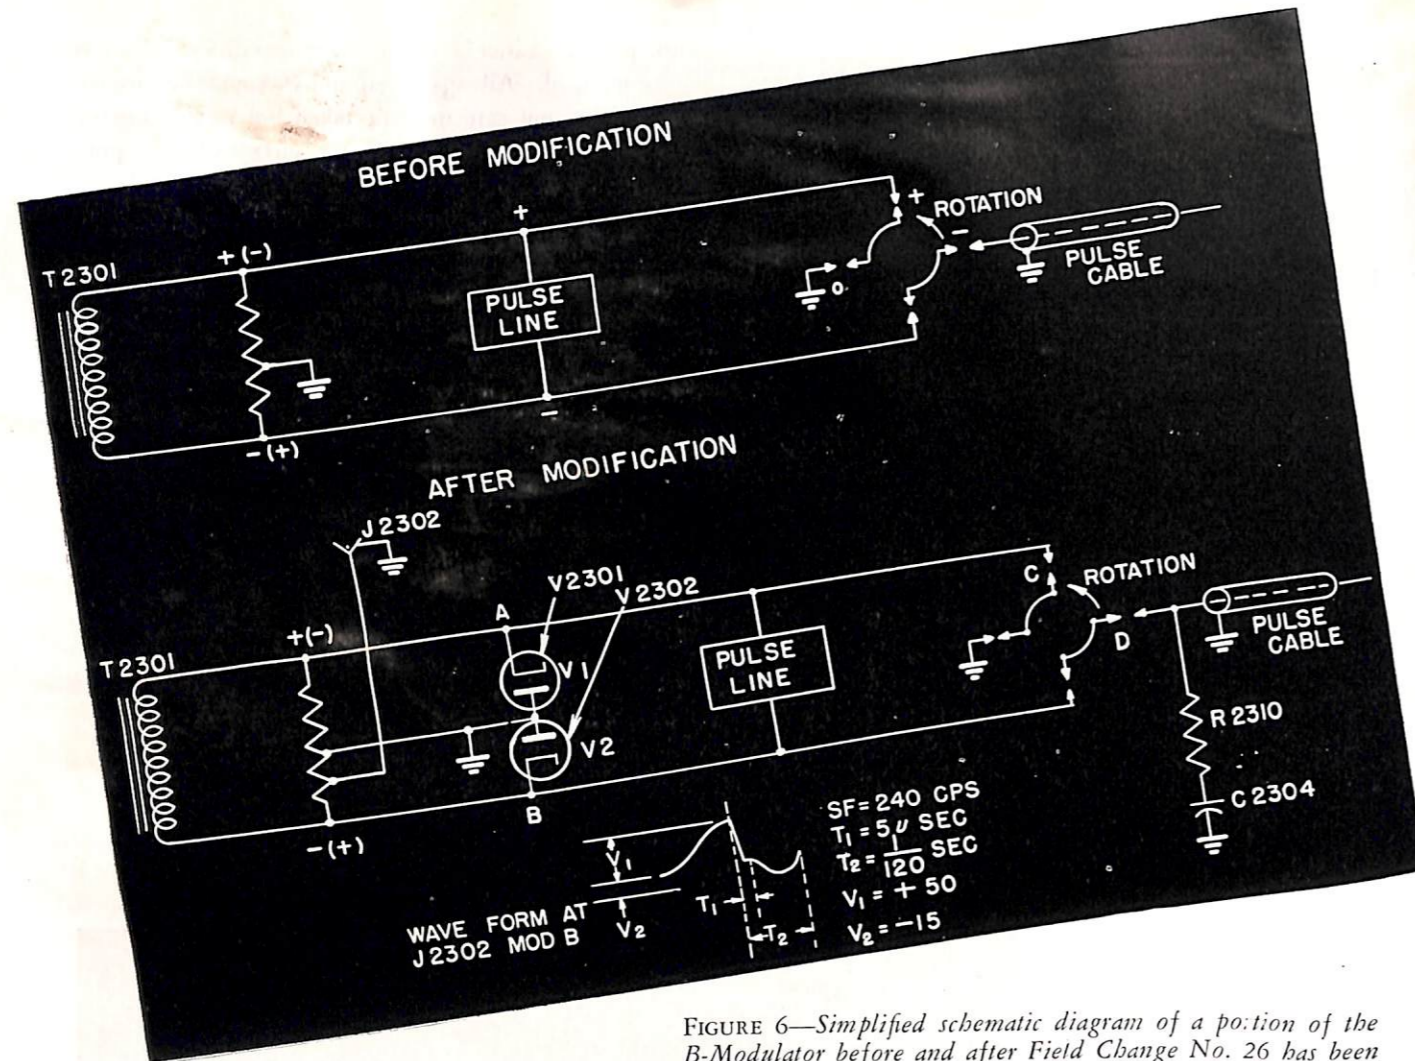 BEFORE MODIFICATION
T2301
+(-)
+
PULSE
LINE
-(+)
-
+
ROTATION
-
O
PULSE
CABLE
AFTER MODIFICATION
J2302
V2301
V2302
T2301
+(-)
A
V1
V2
B
-(+)
PULSE
LINE
C
ROTATION
D
PULSE
CABLE
R2310
C2304
WAVE FORM AT
J2302 MOD B
V1
V2
T1
T2
SF=240 CPS
T1=5μ SEC
T2=1/120 SEC
V1=+50
V2=-15
FIGURE 6—Simplified schematic diagram of a portion of the
B-Modulator before and after Field Change No. 26 has been